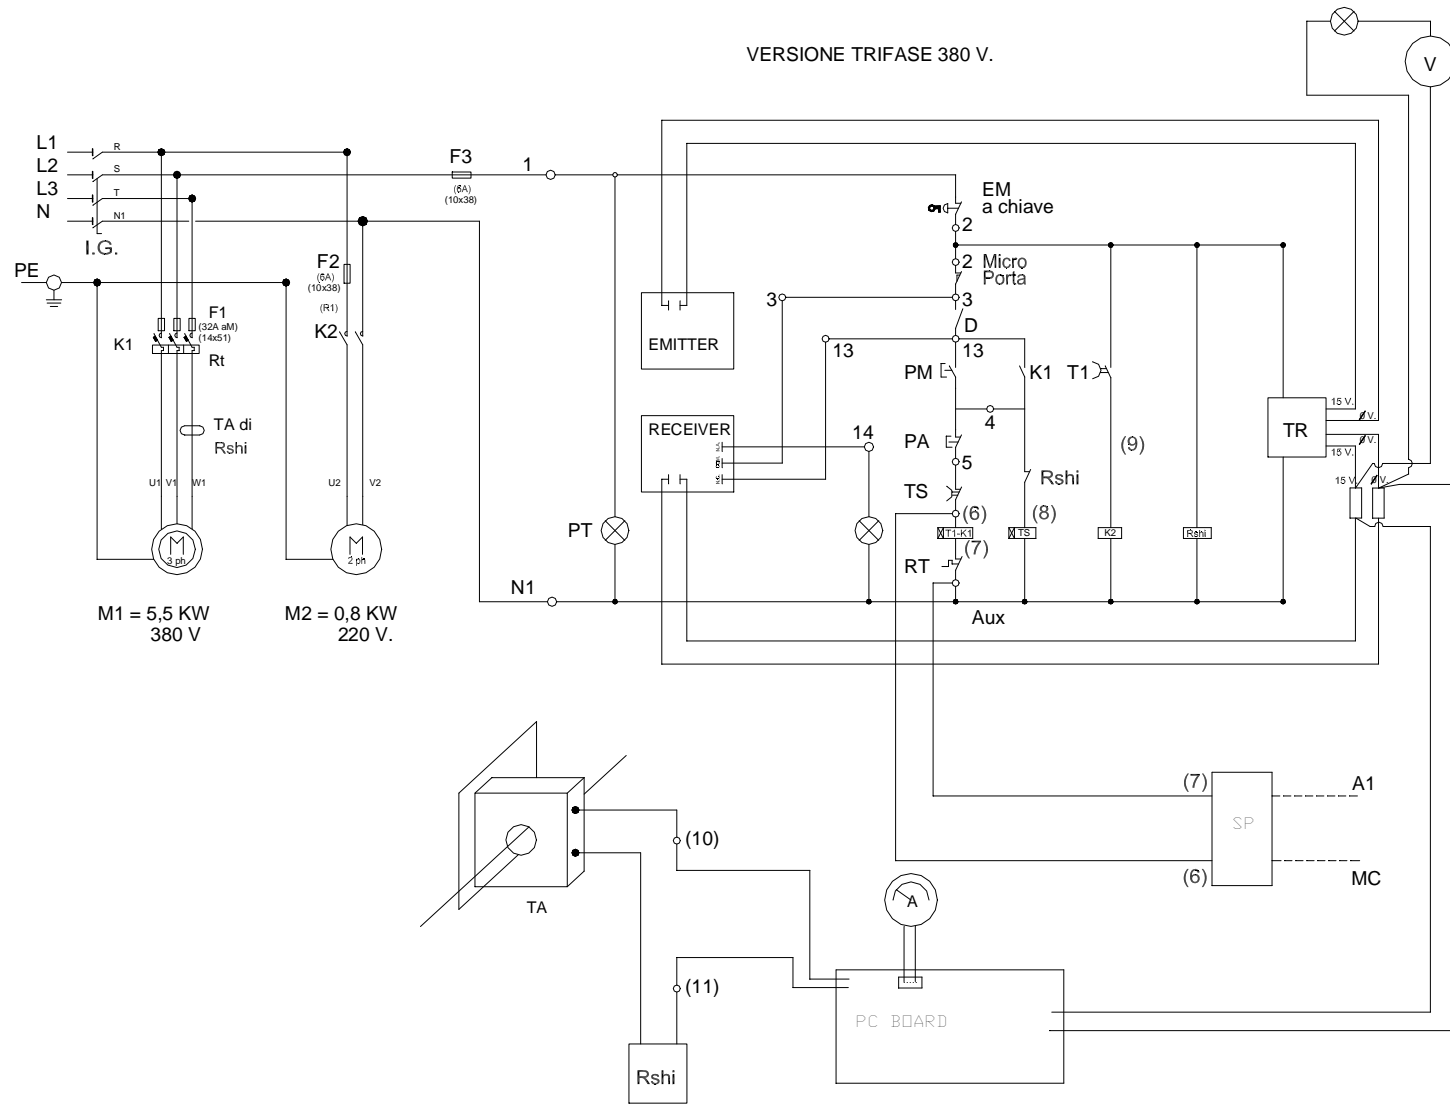 VERSIONE TRIFASE 380 V.
V
L1
R
L2
S
L3
T
N
N1
I.G.
PE
F3
(6A)
(10x38)
1
EM
a chiave
2
2
Micro
Porta
3
3
D
13
13
F2
(6A)
(10x38)
(R1)
K2
F1
(32A aM)
(14x51)
K1
Rt
EMITTER
PM
K1
T1
4
TA di
Rshi
RECEIVER
14
PA
5
(9)
TR
15 V.
0 V.
0 V.
15 V.
15 V.
0 V.
Rshi
TS
(6)
(8)
U1
V1
W1
U2
V2
T1-K1
TS
K2
Rshi
(7)
PT
RT
M
3 ph
M
2 ph
N1
Aux
M1 = 5,5 KW
380 V
M2 = 0,8 KW
220 V.
(7)
A1
SP
(6)
MC
(10)
TA
A
(11)
PC BOARD
Rshi